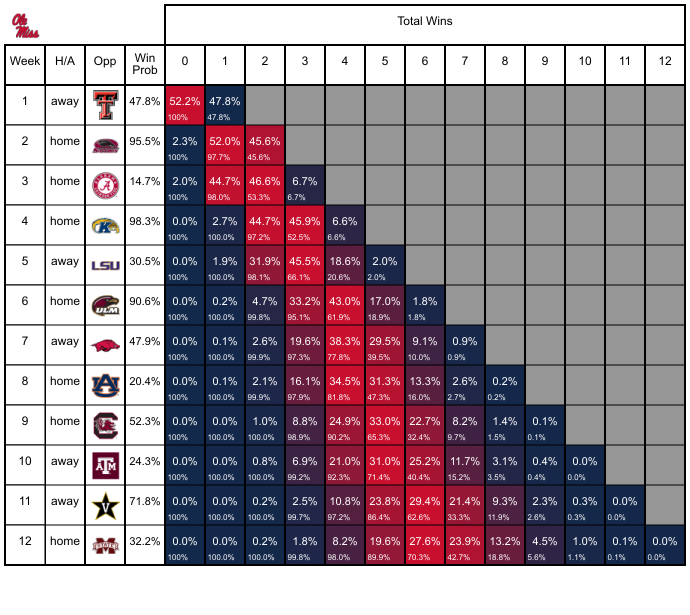 Ole Miss
Total Wins
Week H/A Opp Win Prob 0 1 2 3 4 5 6 7 8 9 10 11 12
1 away T 47.8% 52.2% 47.8%
100% 47.8%
2 home 95.5% 2.3% 52.0% 45.6%
100% 97.7% 45.6%
3 home A 14.7% 2.0% 44.7% 46.6% 6.7%
100% 98.0% 53.3% 6.7%
4 home K 98.3% 0.0% 2.7% 44.7% 45.9% 6.6%
100% 100.0% 97.2% 52.5% 6.6%
5 away LSU 30.5% 0.0% 1.9% 31.9% 45.5% 18.6% 2.0%
100% 100.0% 98.1% 66.1% 20.6% 2.0%
6 home ULM 90.6% 0.0% 0.2% 4.7% 33.2% 43.0% 17.0% 1.8%
100% 100.0% 99.8% 95.1% 61.9% 18.9% 1.8%
7 away 47.9% 0.0% 0.1% 2.6% 19.6% 38.3% 29.5% 9.1% 0.9%
100% 100.0% 99.9% 97.3% 77.8% 39.5% 10.0% 0.9%
8 home AU 20.4% 0.0% 0.1% 2.1% 16.1% 34.5% 31.3% 13.3% 2.6% 0.2%
100% 100.0% 99.9% 97.9% 81.8% 47.3% 16.0% 2.7% 0.2%
9 home C 52.3% 0.0% 0.0% 1.0% 8.8% 24.9% 33.0% 22.7% 8.2% 1.4% 0.1%
100% 100.0% 100.0% 98.9% 90.2% 65.3% 32.4% 9.7% 1.5% 0.1%
10 away ATM 24.3% 0.0% 0.0% 0.8% 6.9% 21.0% 31.0% 25.2% 11.7% 3.1% 0.4% 0.0%
100% 100.0% 100.0% 99.2% 92.3% 71.4% 40.4% 15.2% 3.5% 0.4% 0.0%
11 away V 71.8% 0.0% 0.0% 0.2% 2.5% 10.8% 23.8% 29.4% 21.4% 9.3% 2.3% 0.3% 0.0%
100% 100.0% 100.0% 99.7% 97.2% 86.4% 62.6% 33.3% 11.9% 2.6% 0.3% 0.0%
12 home M 32.2% 0.0% 0.0% 0.2% 1.8% 8.2% 19.6% 27.6% 23.9% 13.2% 4.5% 1.0% 0.1% 0.0%
100% 100.0% 100.0% 99.8% 98.0% 89.9% 70.3% 42.7% 18.8% 5.6% 1.1% 0.1% 0.0%